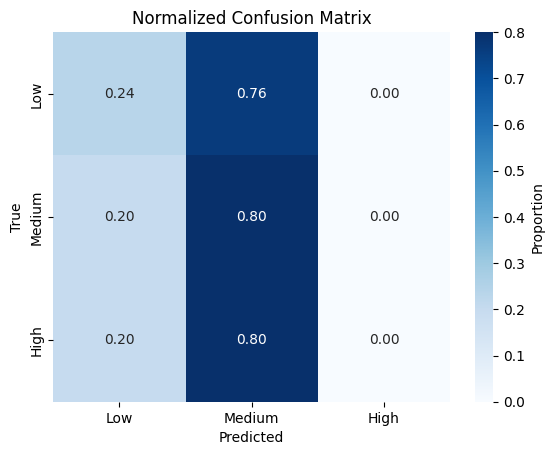 Normalized Confusion Matrix
True
Low
0.24 0.76 0.00
Medium
0.20 0.80 0.00
High
0.20 0.80 0.00
Low Medium High
Predicted
0.8
0.7
0.6
0.5
0.4
0.3
0.2
0.1
0.0
Proportion